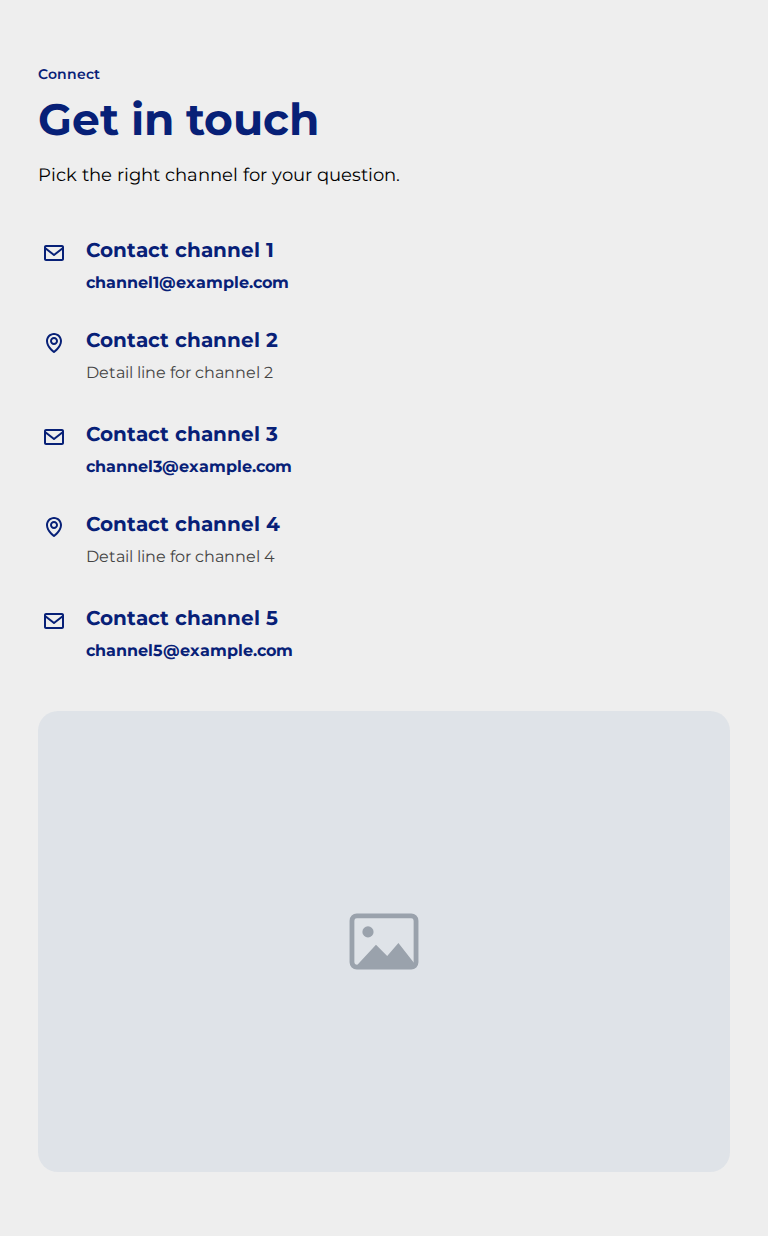 Connect
Get in touch
Pick the right channel for your question.
Contact channel 1
channel1@example.com
Contact channel 2
Detail line for channel 2
Contact channel 3
channel3@example.com
Contact channel 4
Detail line for channel 4
Contact channel 5
channel5@example.com